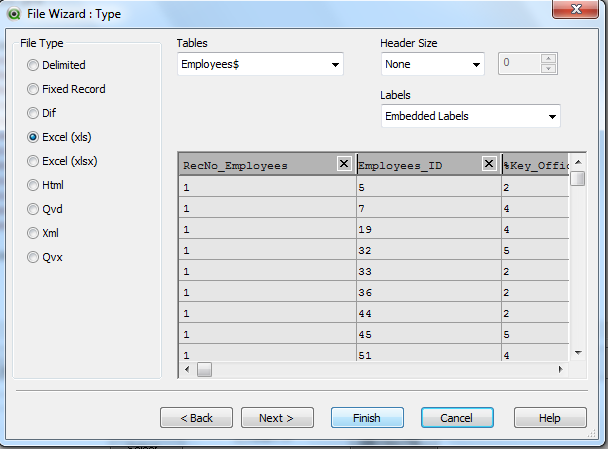 File Wizard : Type
File Type
Delimited
Fixed Record
Dif
Excel (xls)
Excel (xlsx)
Html
Qvd
Xml
Qvx
Tables
Employees$
Header Size
None
0
Labels
Embedded Labels
RecNo_Employees Employees_ID %Key_Offic
1 5 2
1 7 4
1 19 4
1 32 5
1 33 2
1 36 2
1 44 2
1 45 5
1 51 4
< Back Next > Finish Cancel Help